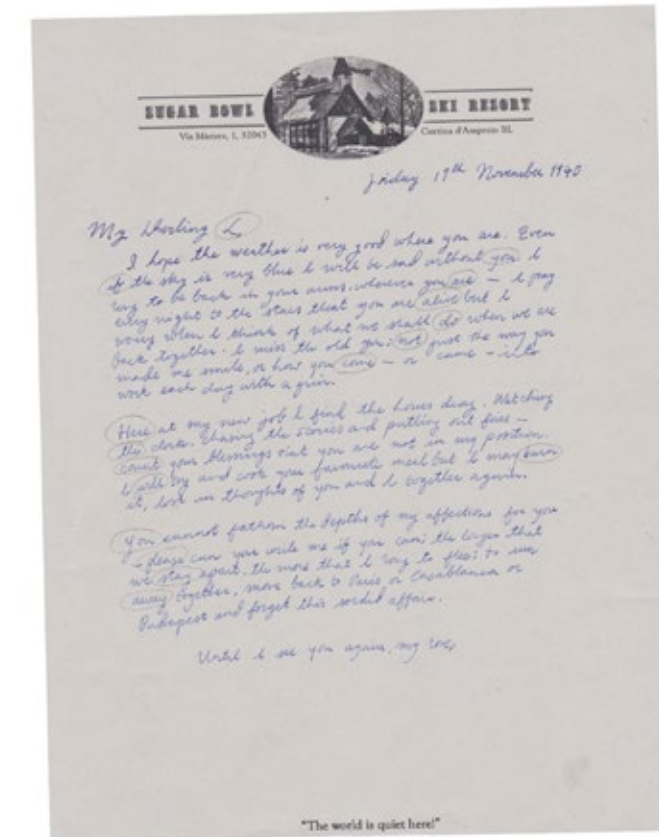 SUGAR BOWL SKI RESORT
Via Marzara, 1, 32043 Cortina d'Ampezzo BL
Friday 19th November 1940
My Darling L
I hope the weather is very good where you are. Even
if the sky is very blue I will be sad without you. I
long to be back in your arms. wherever you are – I pray
every night to the stars that you are alive but I
worry when I think of what we shall do when we are
back together. I miss the old you: not just the way you
made me smile, or how you come – or came – into
work each day with a grin.
Here at my new job I find the hours drag. Watching
the clock. Chasing the stories and putting out fires –
count your blessings that you are not in my position.
I will try and cook your favourite meal but I may burn
it, lost in thoughts of you and I together again.
You cannot fathom the depths of my affections for you
– please can you write me if you can: the longer that
we stay apart, the more that I long to flee: to run
away together, move back to Paris or Casablanca or
Budapest and forget this sordid affair.
Until I see you again, my love,
"The world is quiet here!"